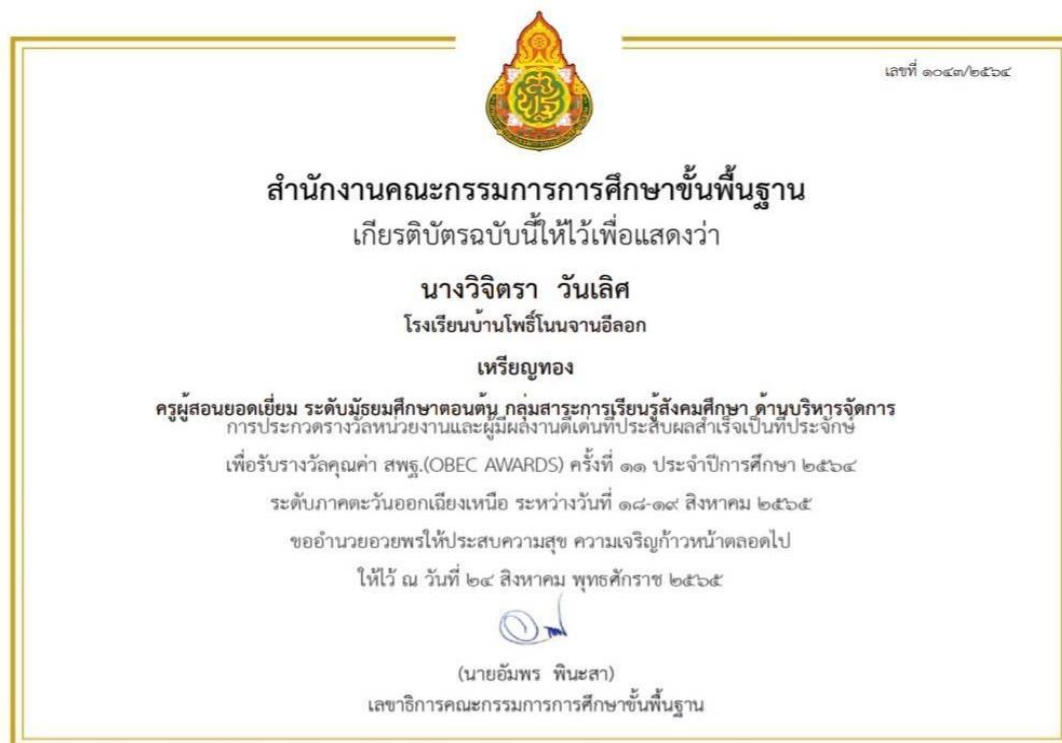 เลขที่ ๑๐๔๓/๒๕๖๔
สำนักงานคณะกรรมการการศึกษาขั้นพื้นฐาน
เกียรติบัตรฉบับนี้ให้ไว้เพื่อแสดงว่า
นางวิจิตรา วันเลิศ
โรงเรียนบ้านโพธิ์โนนจานอีลอก
เหรียญทอง
ครูผู้สอนยอดเยี่ยม ระดับมัธยมศึกษาตอนต้น กลุ่มสาระการเรียนรู้สังคมศึกษา ด้านบริหารจัดการ
การประกวดรางวัลหน่วยงานและผู้มีผลงานดีเด่นที่ประสบผลสำเร็จเป็นที่ประจักษ์
เพื่อรับรางวัลคุณค่า สพฐ.(OBEC AWARDS) ครั้งที่ ๑๑ ประจำปีการศึกษา ๒๕๖๔
ระดับภาคตะวันออกเฉียงเหนือ ระหว่างวันที่ ๑๘-๑๙ สิงหาคม ๒๕๖๕
ขออำนวยอวยพรให้ประสบความสุข ความเจริญก้าวหน้าตลอดไป
ให้ไว้ ณ วันที่ ๒๔ สิงหาคม พุทธศักราช ๒๕๖๕
(นายอัมพร พินะสา)
เลขาธิการคณะกรรมการการศึกษาขั้นพื้นฐาน